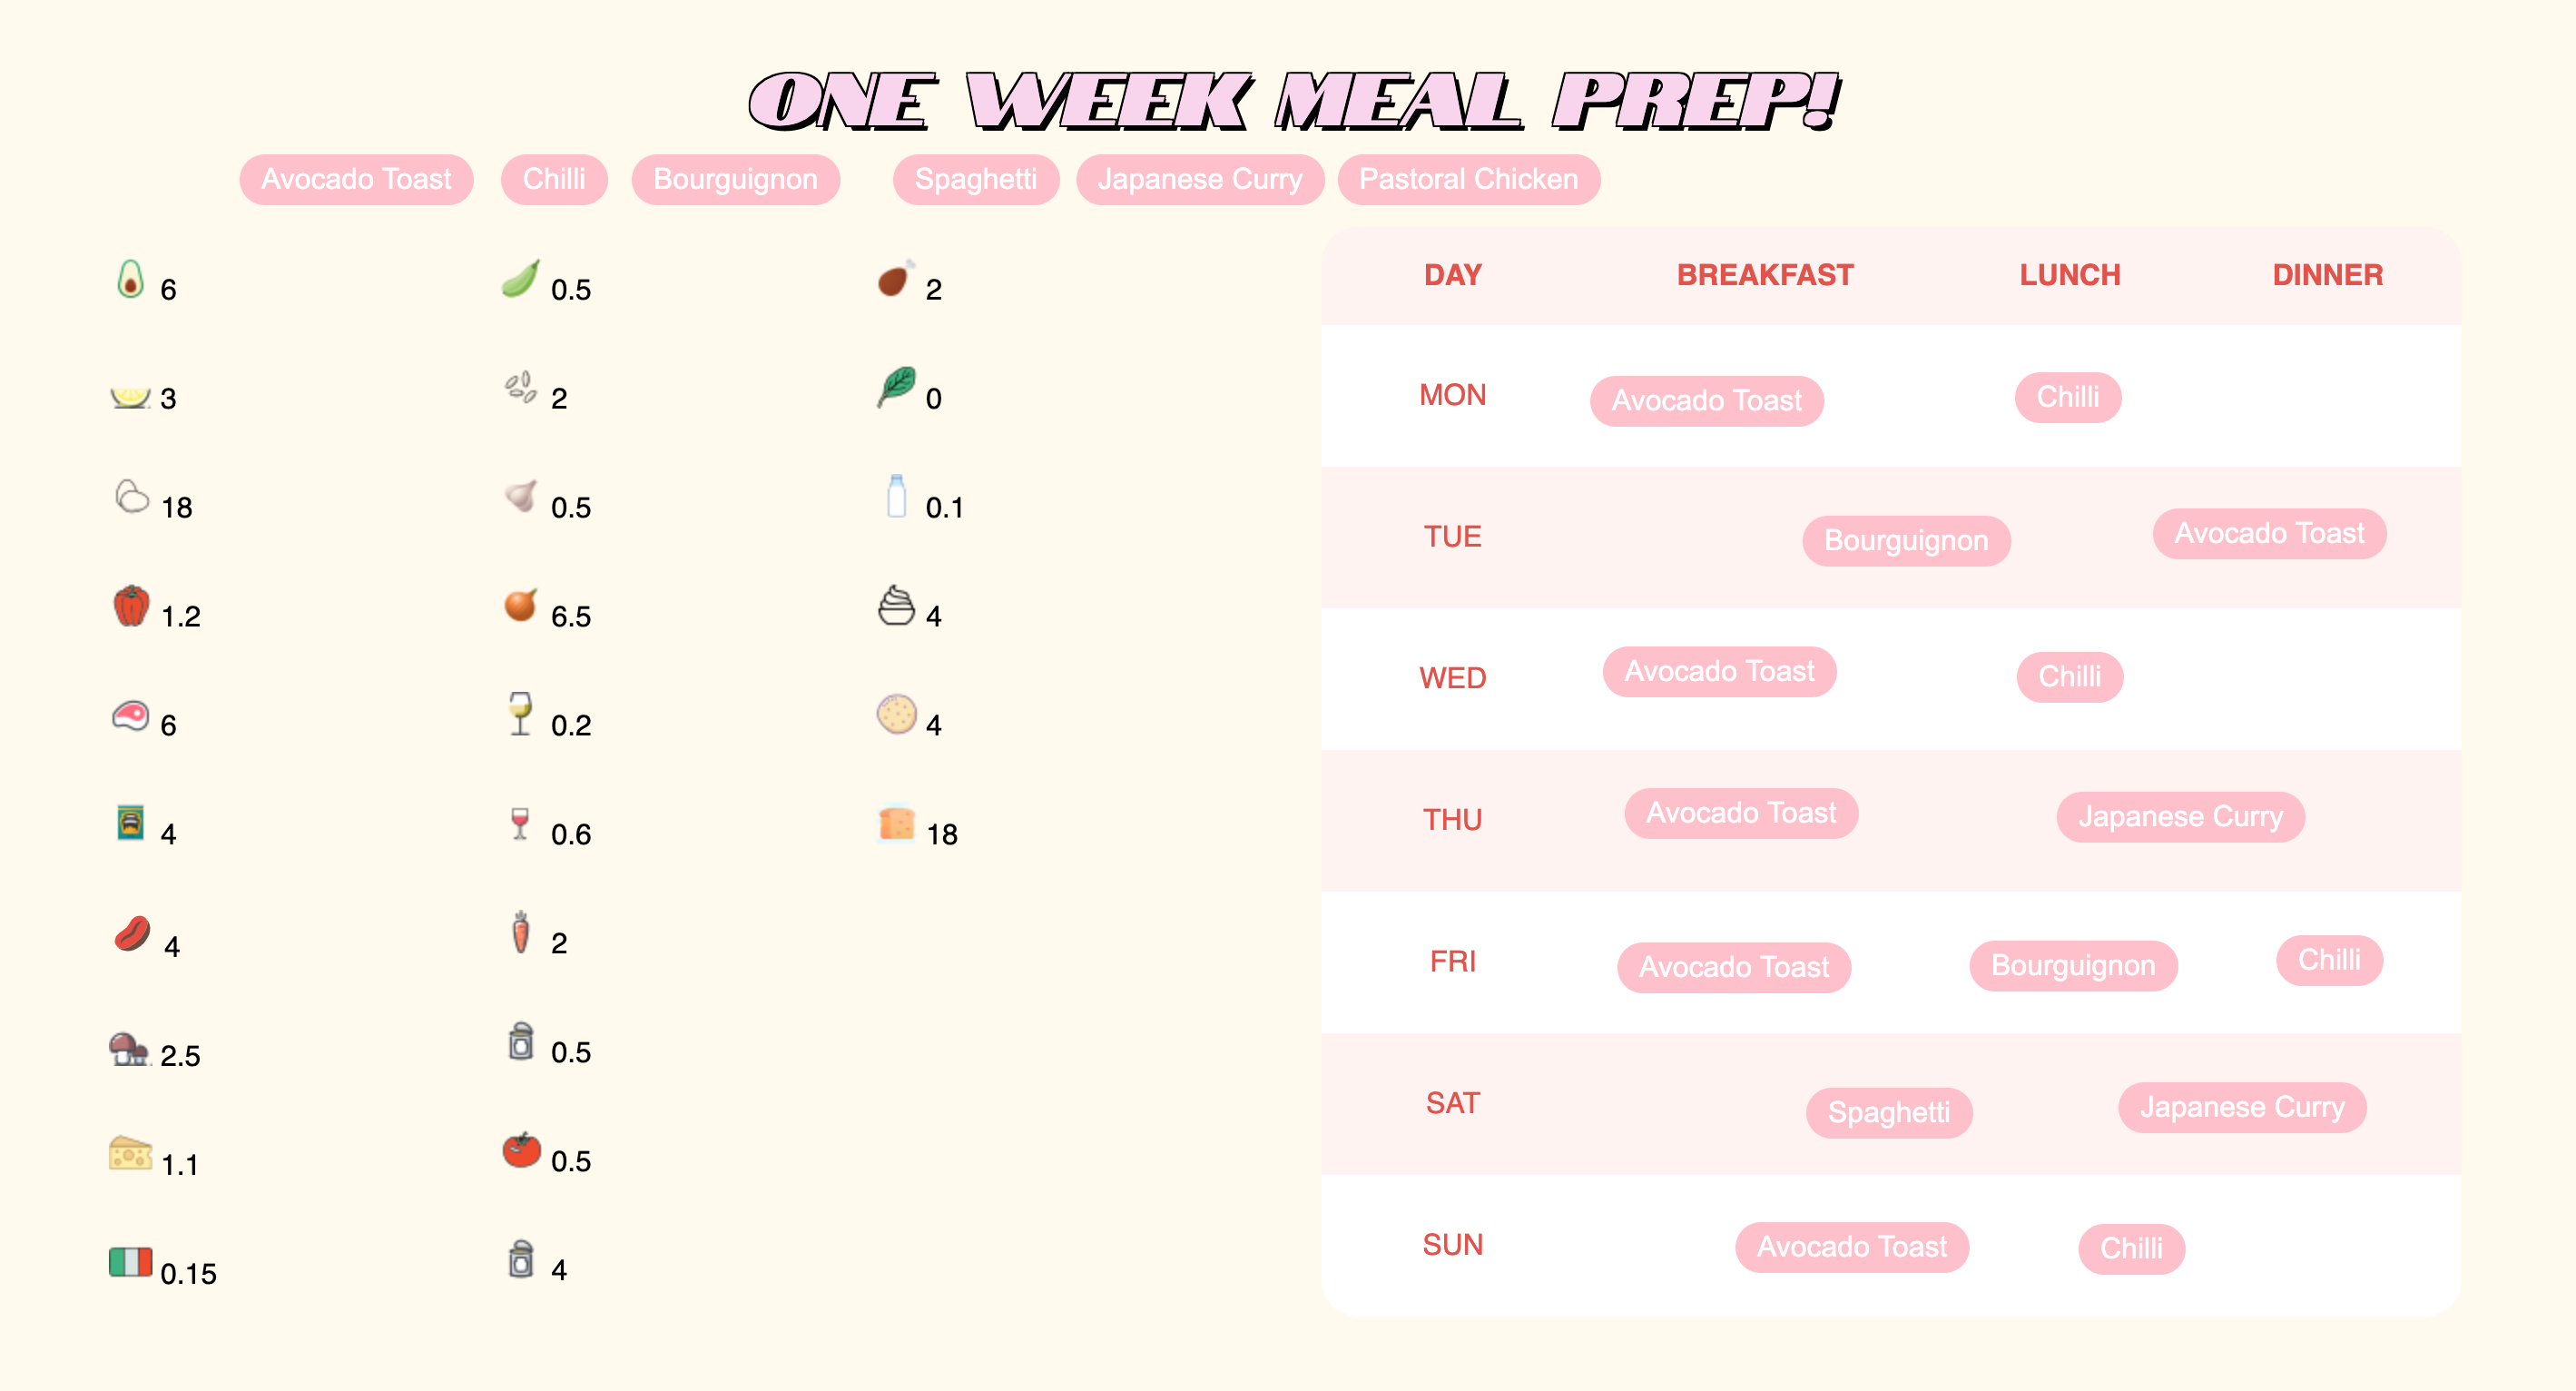 ONE WEEK MEAL PREP!
Avocado Toast Chilli Bourguignon Spaghetti Japanese Curry Pastoral Chicken
6 0.5 2
3 2 0
18 0.5 0.1
1.2 6.5 4
6 0.2 4
4 0.6 18
4 2
2.5 0.5
1.1 0.5
0.15 4
DAY BREAKFAST LUNCH DINNER
MON Avocado Toast Chilli
TUE Bourguignon Avocado Toast
WED Avocado Toast Chilli
THU Avocado Toast Japanese Curry
FRI Avocado Toast Bourguignon Chilli
SAT Spaghetti Japanese Curry
SUN Avocado Toast Chilli